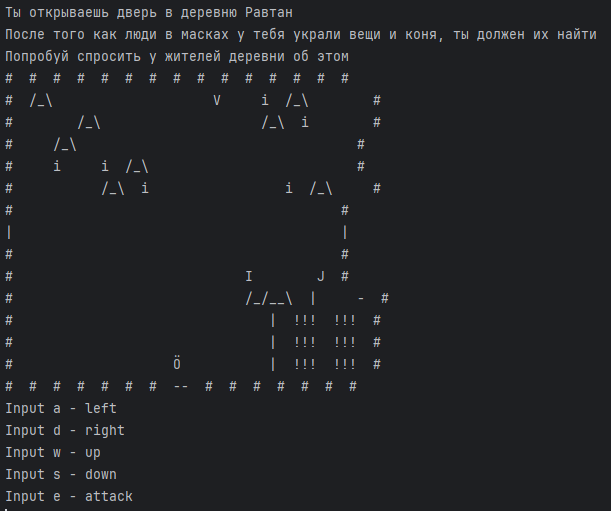 Ты открываешь дверь в деревню Равтан
После того как люди в масках у тебя украли вещи и коня, ты должен их найти
Попробуй спросить у жителей деревни об этом
#  #  #  #  #  #  #  #  #  #  #  #  #  #  #
#  /_\                    V     i  /_\        #
#        /_\                    /_\  i        #
#     /_\                                   #
#     i     i  /_\                          #
#           /_\  i                 i  /_\     #
#                                         #
|                                         |
#                                         #
#                             I        J  #
#                             /_/__\  |     -  #
#                                |  !!!  !!!  #
#                                |  !!!  !!!  #
#                    Ö           |  !!!  !!!  #
#  #  #  #  #  #  #  --  #  #  #  #  #  #  #
Input a - left
Input d - right
Input w - up
Input s - down
Input e - attack